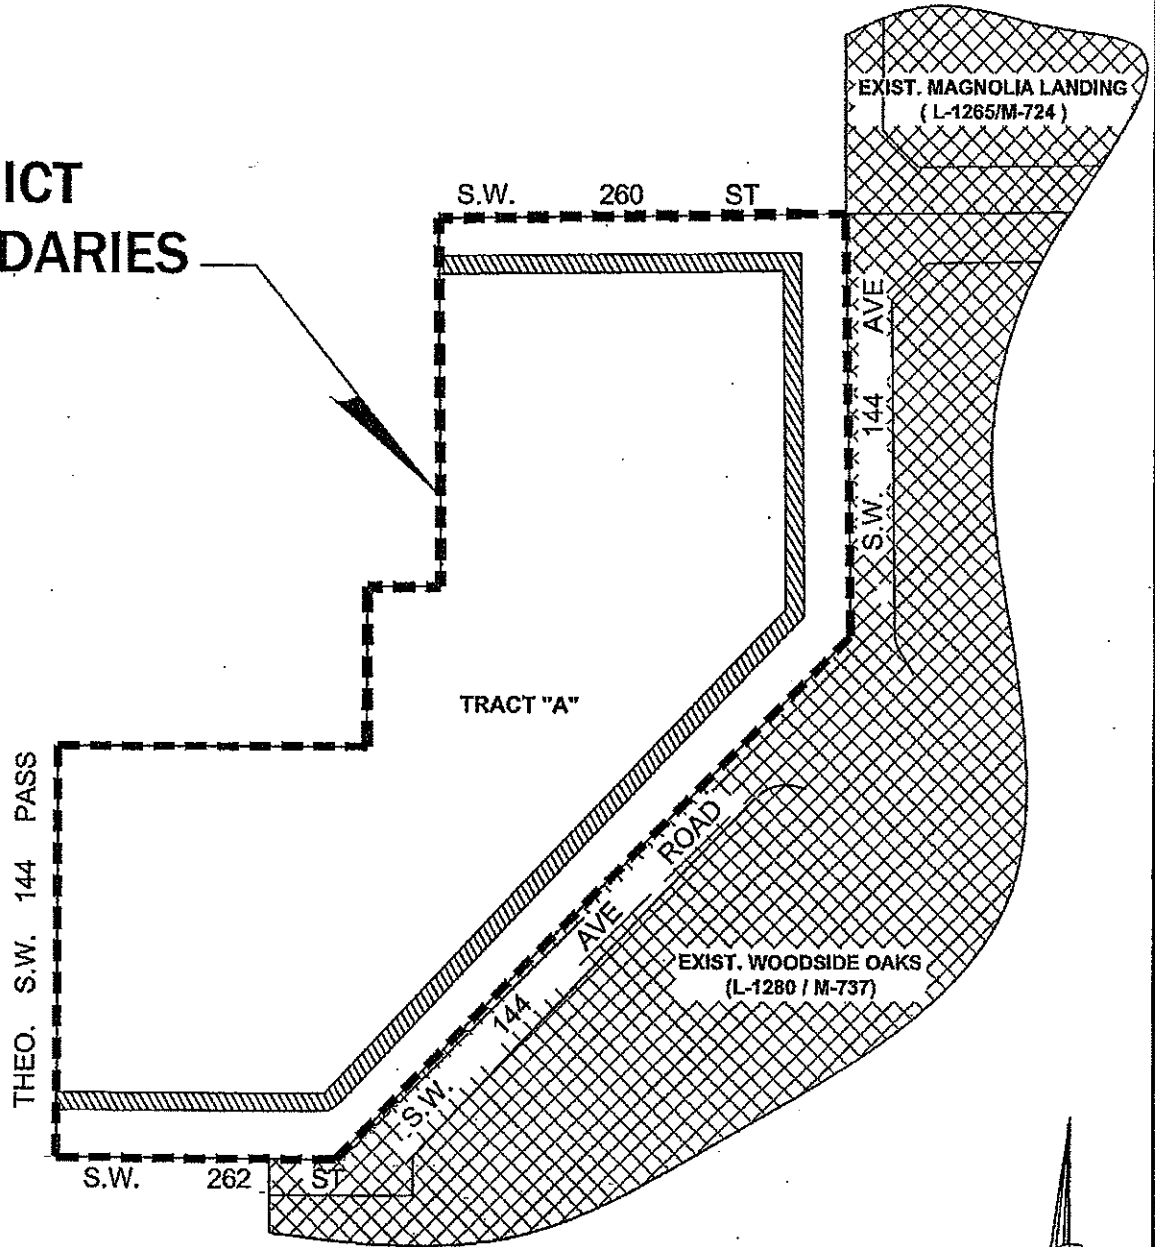 EXIST. MAGNOLIA LANDING
( L-1265/M-724 )
ICT
DARIES
S.W. 260 ST
S.W. 144 AVE
TRACT "A"
THEO. S.W. 144 PASS
S.W. 144 AVE ROAD
EXIST. WOODSIDE OAKS
(L-1280 / M-737)
S.W. 262 ST